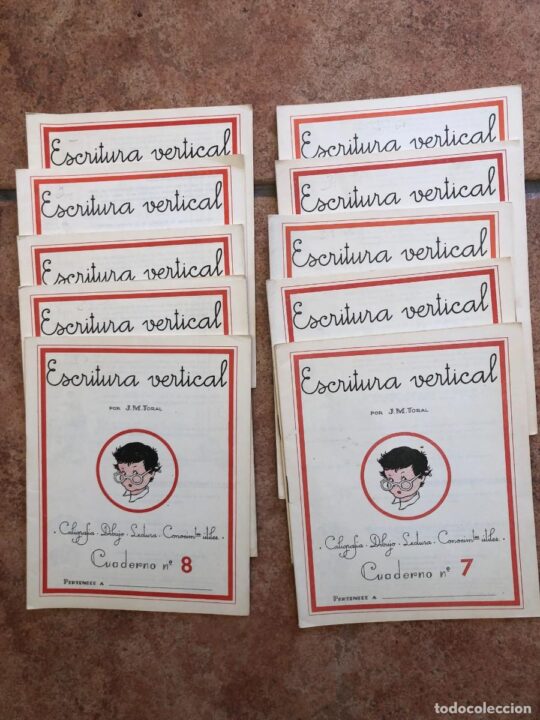 Escritura vertical
Escritura vertical
Escritura vertical
Escritura vertical
Escritura vertical
POR J.M. TORAL
Caligrafía - Dibujo - Lectura - Conocimtos útiles
Cuaderno nº 8
PERTENECE A
Escritura vertical
Escritura vertical
Escritura vertical
Escritura vertical
Escritura vertical
POR J.M. TORAL
Caligrafía - Dibujo - Lectura - Conocimtos útiles
Cuaderno nº 7
PERTENECE A
todocoleccion